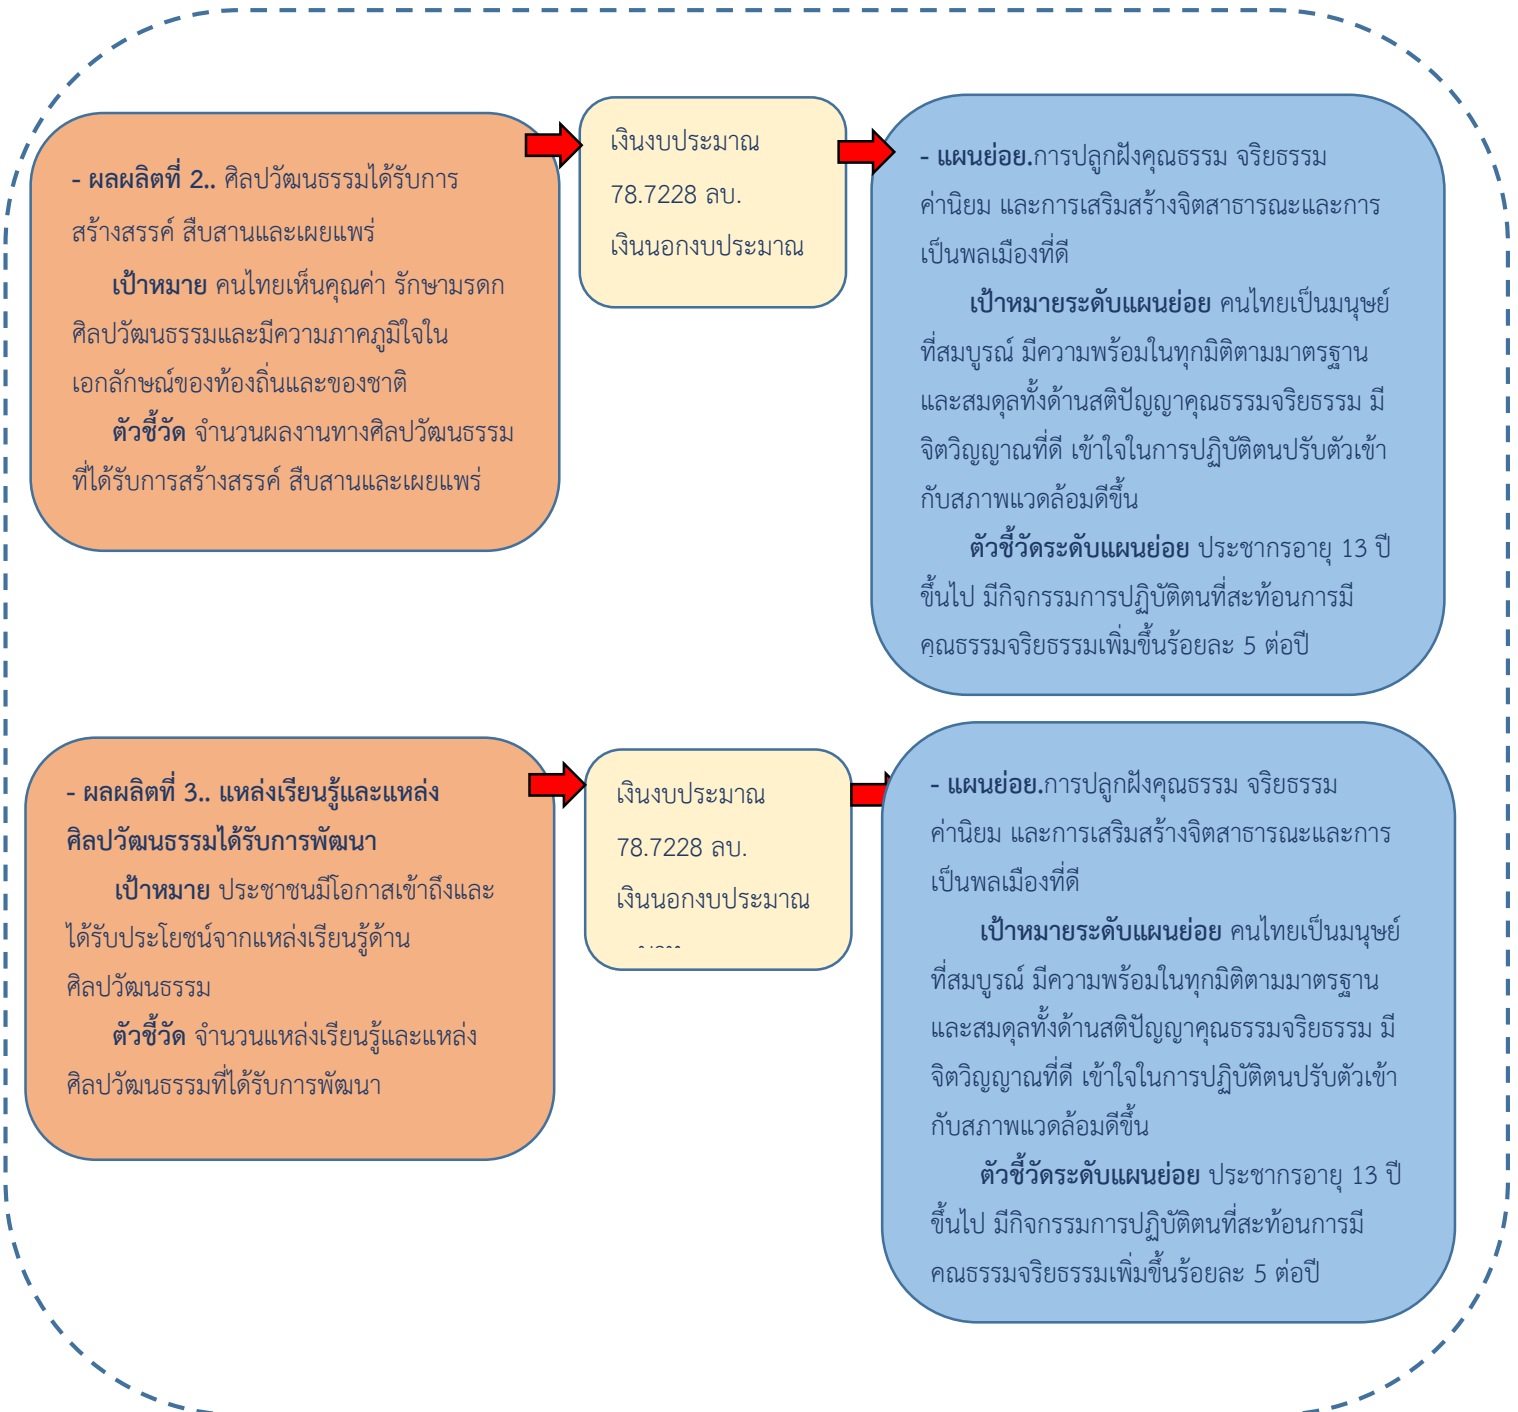 - ผลผลิตที่ 2.. ศิลปวัฒนธรรมได้รับการ
สร้างสรรค์ สืบสานและเผยแพร่
เป้าหมาย คนไทยเห็นคุณค่า รักษามรดก
ศิลปวัฒนธรรมและมีความภาคภูมิใจใน
เอกลักษณ์ของท้องถิ่นและของชาติ
ตัวชี้วัด จำนวนผลงานทางศิลปวัฒนธรรม
ที่ได้รับการสร้างสรรค์ สืบสานและเผยแพร่
เงินงบประมาณ
78.7228 ลบ.
เงินนอกงบประมาณ
- แผนย่อย.การปลูกฝังคุณธรรม จริยธรรม
ค่านิยม และการเสริมสร้างจิตสาธารณะและการ
เป็นพลเมืองที่ดี
เป้าหมายระดับแผนย่อย คนไทยเป็นมนุษย์
ที่สมบูรณ์ มีความพร้อมในทุกมิติตามมาตรฐาน
และสมดุลทั้งด้านสติปัญญาคุณธรรมจริยธรรม มี
จิตวิญญาณที่ดี เข้าใจในการปฏิบัติตนปรับตัวเข้า
กับสภาพแวดล้อมดีขึ้น
ตัวชี้วัดระดับแผนย่อย ประชากรอายุ 13 ปี
ขึ้นไป มีกิจกรรมการปฏิบัติตนที่สะท้อนการมี
คุณธรรมจริยธรรมเพิ่มขึ้นร้อยละ 5 ต่อปี
- ผลผลิตที่ 3.. แหล่งเรียนรู้และแหล่ง
ศิลปวัฒนธรรมได้รับการพัฒนา
เป้าหมาย ประชาชนมีโอกาสเข้าถึงและ
ได้รับประโยชน์จากแหล่งเรียนรู้ด้าน
ศิลปวัฒนธรรม
ตัวชี้วัด จำนวนแหล่งเรียนรู้และแหล่ง
ศิลปวัฒนธรรมที่ได้รับการพัฒนา
เงินงบประมาณ
78.7228 ลบ.
เงินนอกงบประมาณ
- แผนย่อย.การปลูกฝังคุณธรรม จริยธรรม
ค่านิยม และการเสริมสร้างจิตสาธารณะและการ
เป็นพลเมืองที่ดี
เป้าหมายระดับแผนย่อย คนไทยเป็นมนุษย์
ที่สมบูรณ์ มีความพร้อมในทุกมิติตามมาตรฐาน
และสมดุลทั้งด้านสติปัญญาคุณธรรมจริยธรรม มี
จิตวิญญาณที่ดี เข้าใจในการปฏิบัติตนปรับตัวเข้า
กับสภาพแวดล้อมดีขึ้น
ตัวชี้วัดระดับแผนย่อย ประชากรอายุ 13 ปี
ขึ้นไป มีกิจกรรมการปฏิบัติตนที่สะท้อนการมี
คุณธรรมจริยธรรมเพิ่มขึ้นร้อยละ 5 ต่อปี